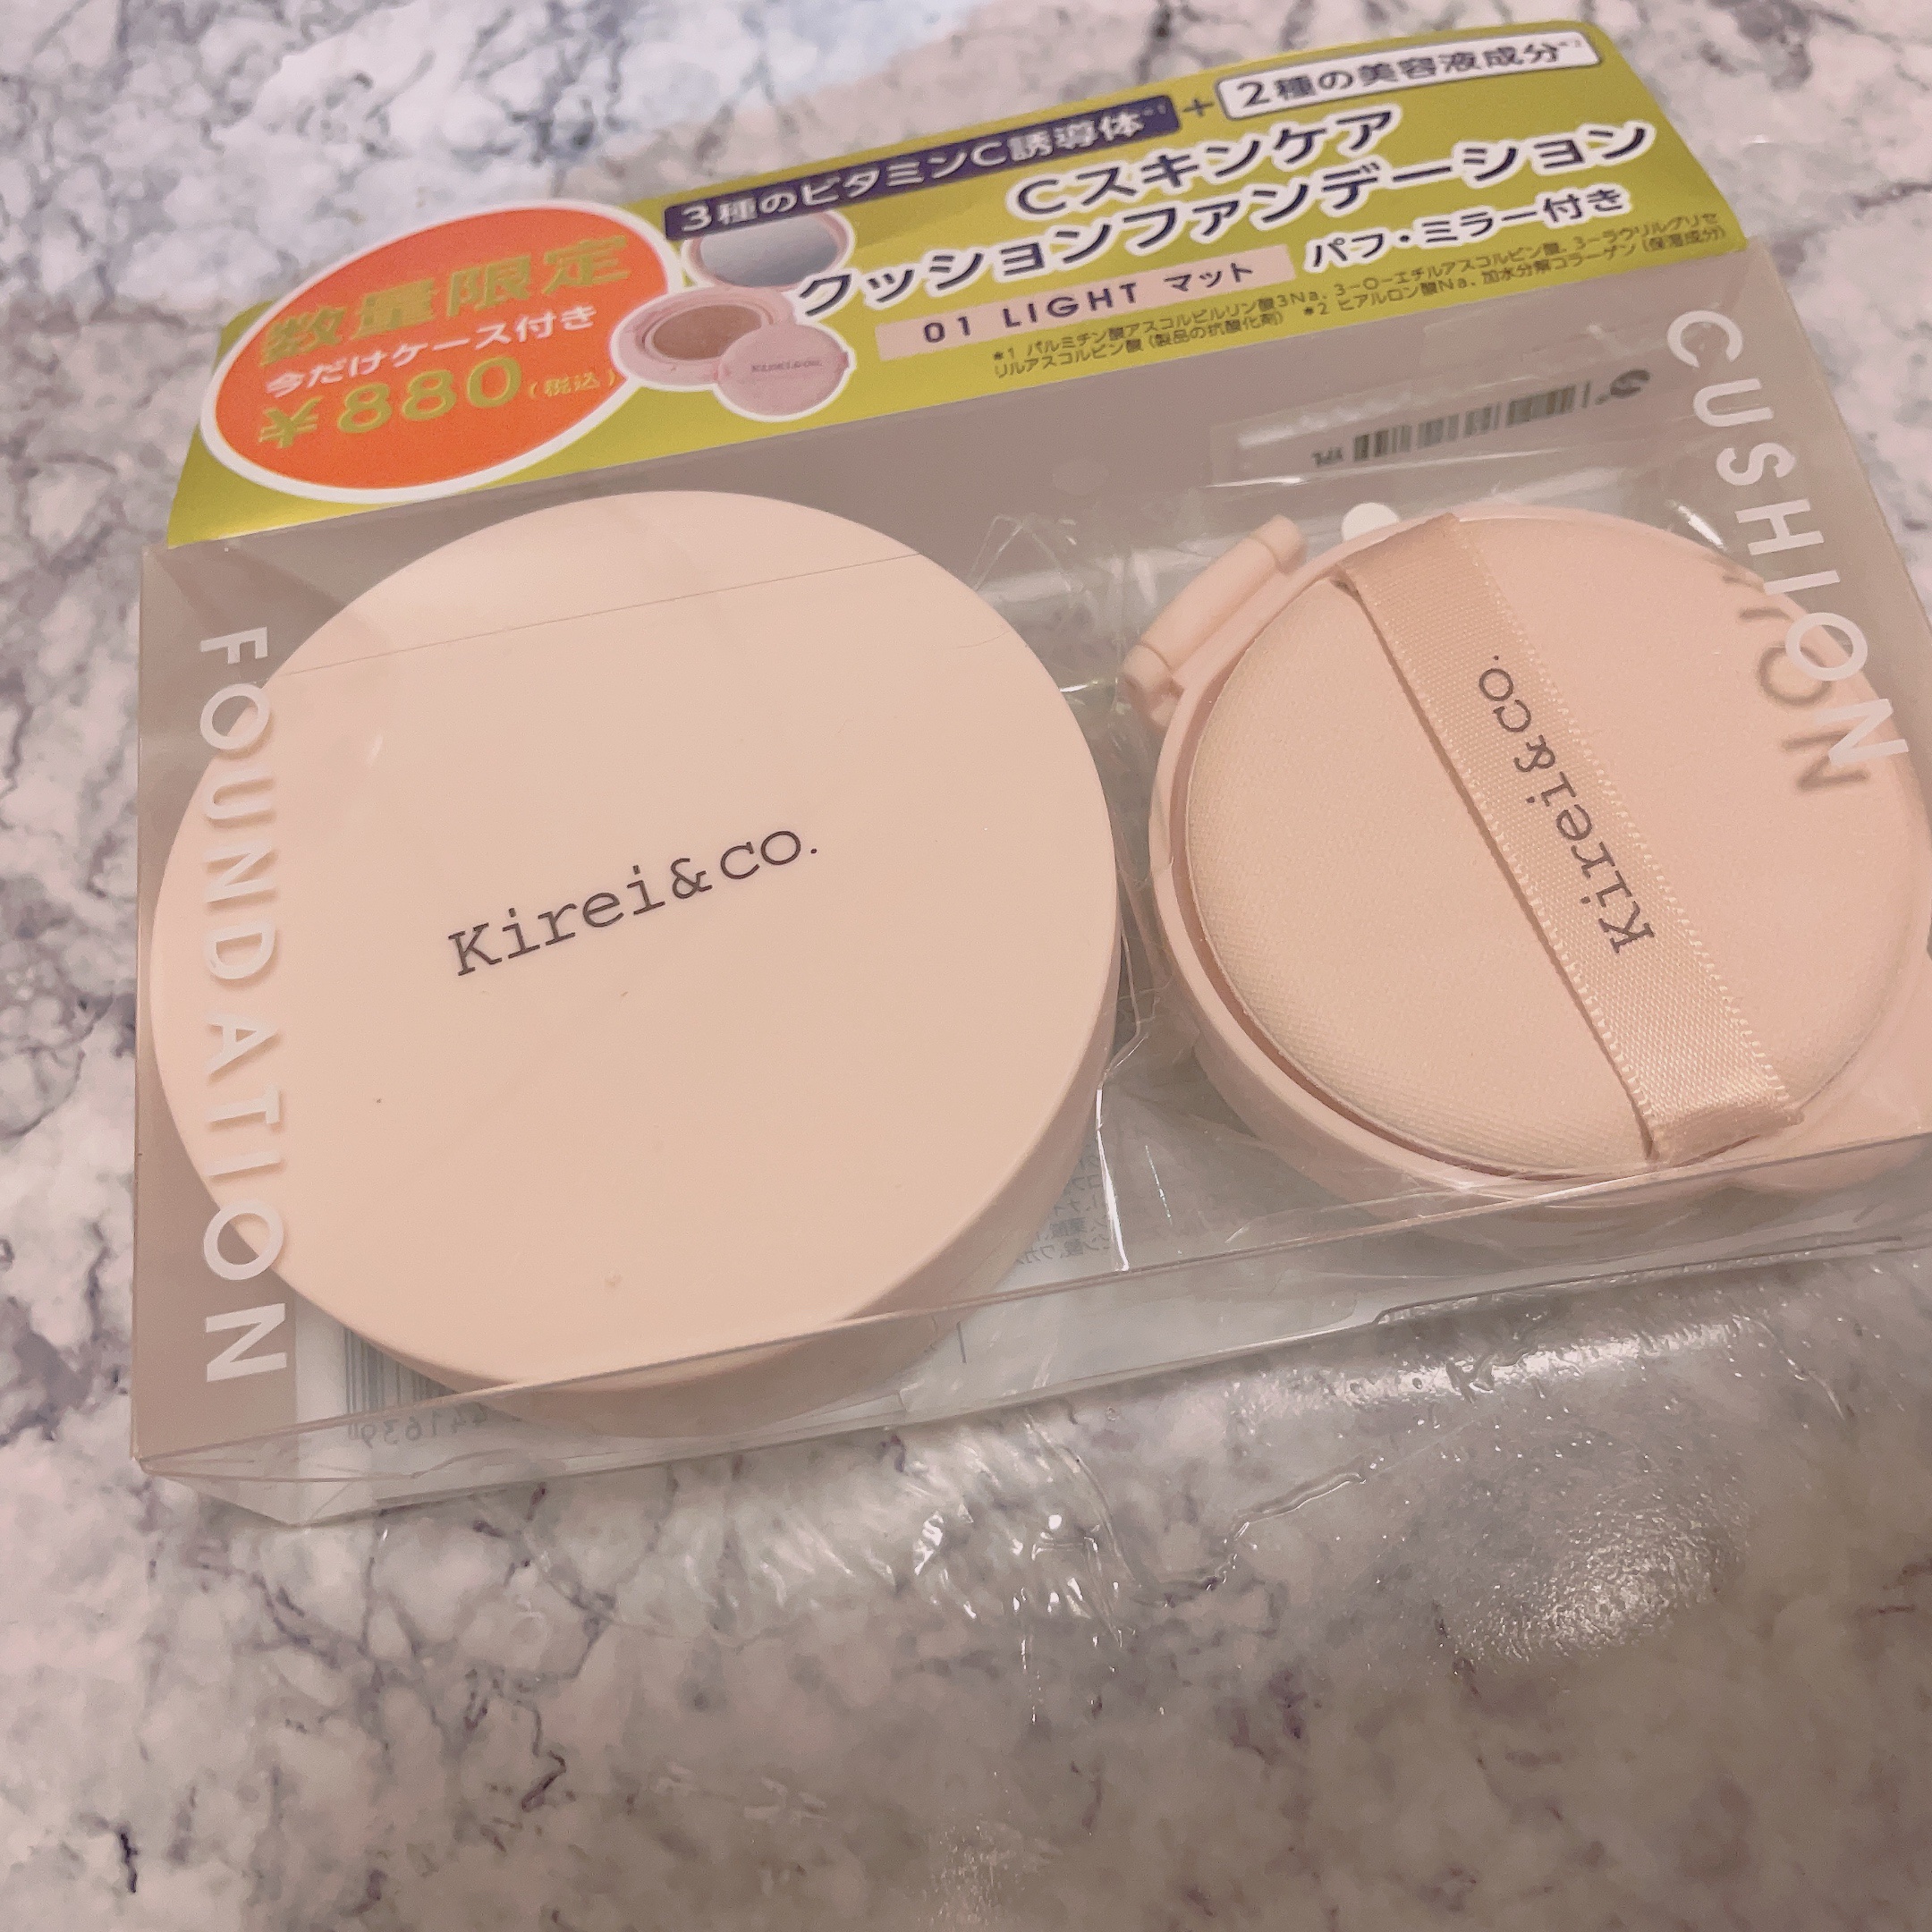 3種のビタミンC誘導体*1 + 2種の美容液成分*2
Cスキンケア
クッションファンデーション
01 LIGHT マット パフ・ミラー付き
*1 パルミチン酸アスコルビルリン酸3Na、3-O-エチルアスコルビン酸、3-ラウリルグリセリルアスコルビン酸(製品の抗酸化剤) *2 ヒアルロン酸Na、加水分解コラーゲン(保湿成分)
数量限定
今だけケース付き
¥880(税込)
Kirei&co.
CUSHION
FOUNDATION
Kirei&co.
Kirei&co.